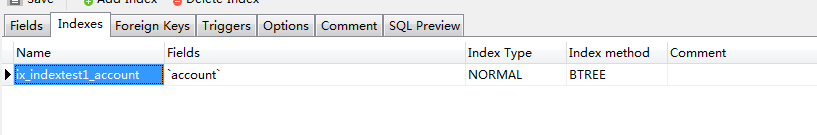 Save Add Index Delete Index
Fields Indexes Foreign Keys Triggers Options Comment SQL Preview
Name Fields Index Type Index method Comment
ix_indextest1_account `account` NORMAL BTREE